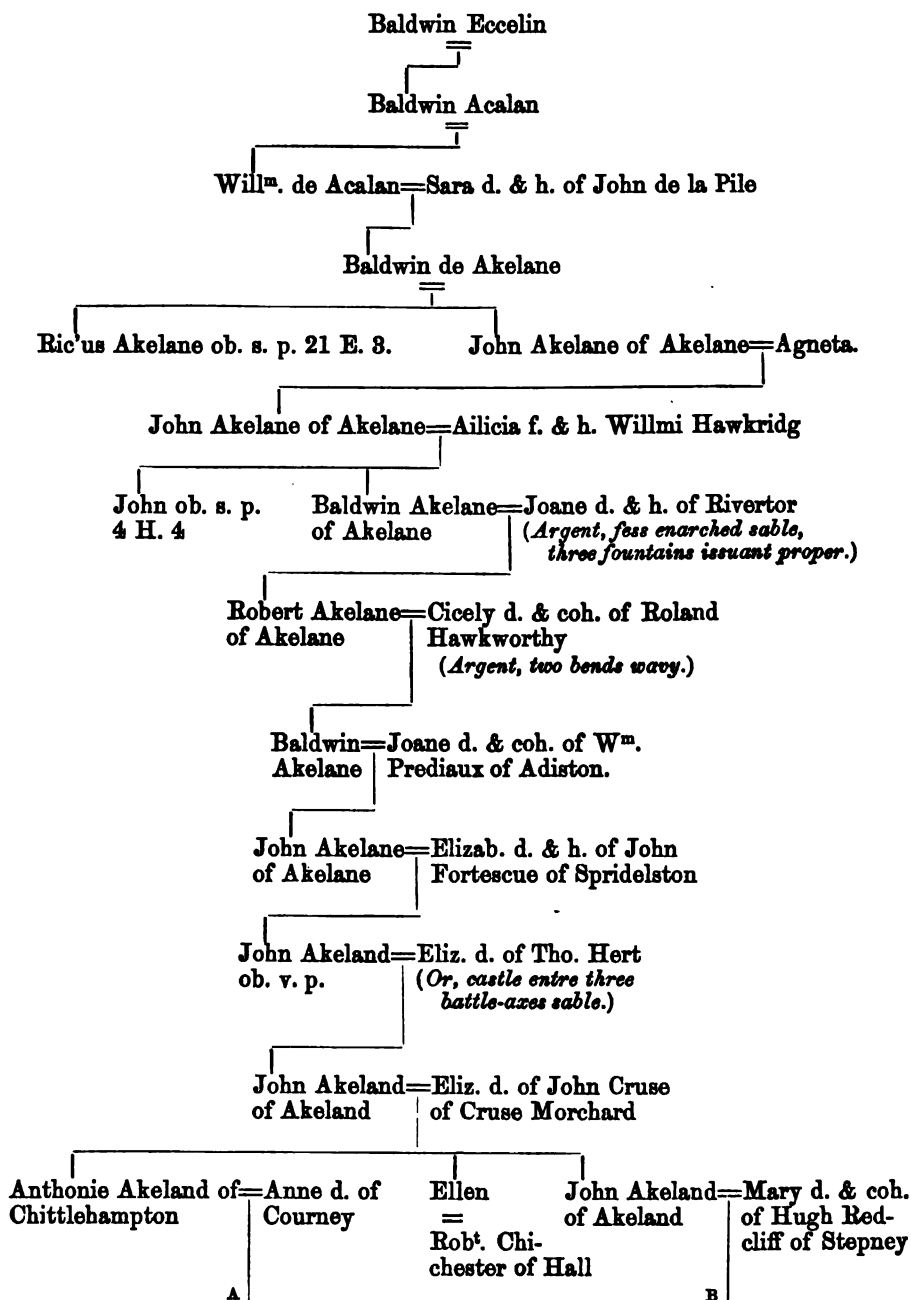 Baldwin Eccelin
=
Baldwin Acalan
=
Willᵐ. de Acalan=Sara d. & h. of John de la Pile
Baldwin de Akelane
=
Ric'us Akelane ob. s. p. 21 E. 3.
John Akelane of Akelane=Agneta.
John Akelane of Akelane=Ailicia f. & h. Willmi Hawkridg
John ob. s. p.
4 H. 4
Baldwin Akelane=Joane d. & h. of Rivertor
of Akelane
(Argent, fess enarched sable,
three fountains issuant proper.)
Robert Akelane=Cicely d. & coh. of Roland
of Akelane
Hawkworthy
(Argent, two bends wavy.)
Baldwin=Joane d. & coh. of Wᵐ.
Akelane
Prediaux of Adiston.
John Akelane=Elizab. d. & h. of John
of Akelane
Fortescue of Spridelston
John Akeland=Eliz. d. of Tho. Hert
ob. v. p.
(Or, castle entre three
battle-axes sable.)
John Akeland=Eliz. d. of John Cruse
of Akeland
of Cruse Morchard
Anthonie Akeland of=Anne d. of
Chittlehampton
Courney
Ellen
=
Robᵗ. Chi-
chester of Hall
John Akeland=Mary d. & coh.
of Akeland
of Hugh Red-
cliff of Stepney
A
B